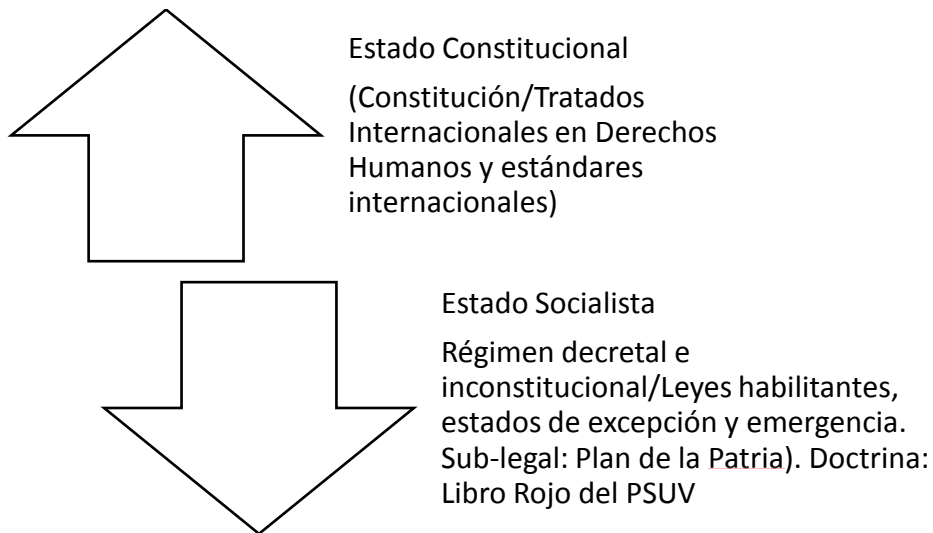 Estado Constitucional
(Constitución/Tratados
Internacionales en Derechos
Humanos y estándares
internacionales)
Estado Socialista
Régimen decretal e
inconstitucional/Leyes habilitantes,
estados de excepción y emergencia.
Sub-legal: Plan de la Patria). Doctrina:
Libro Rojo del PSUV